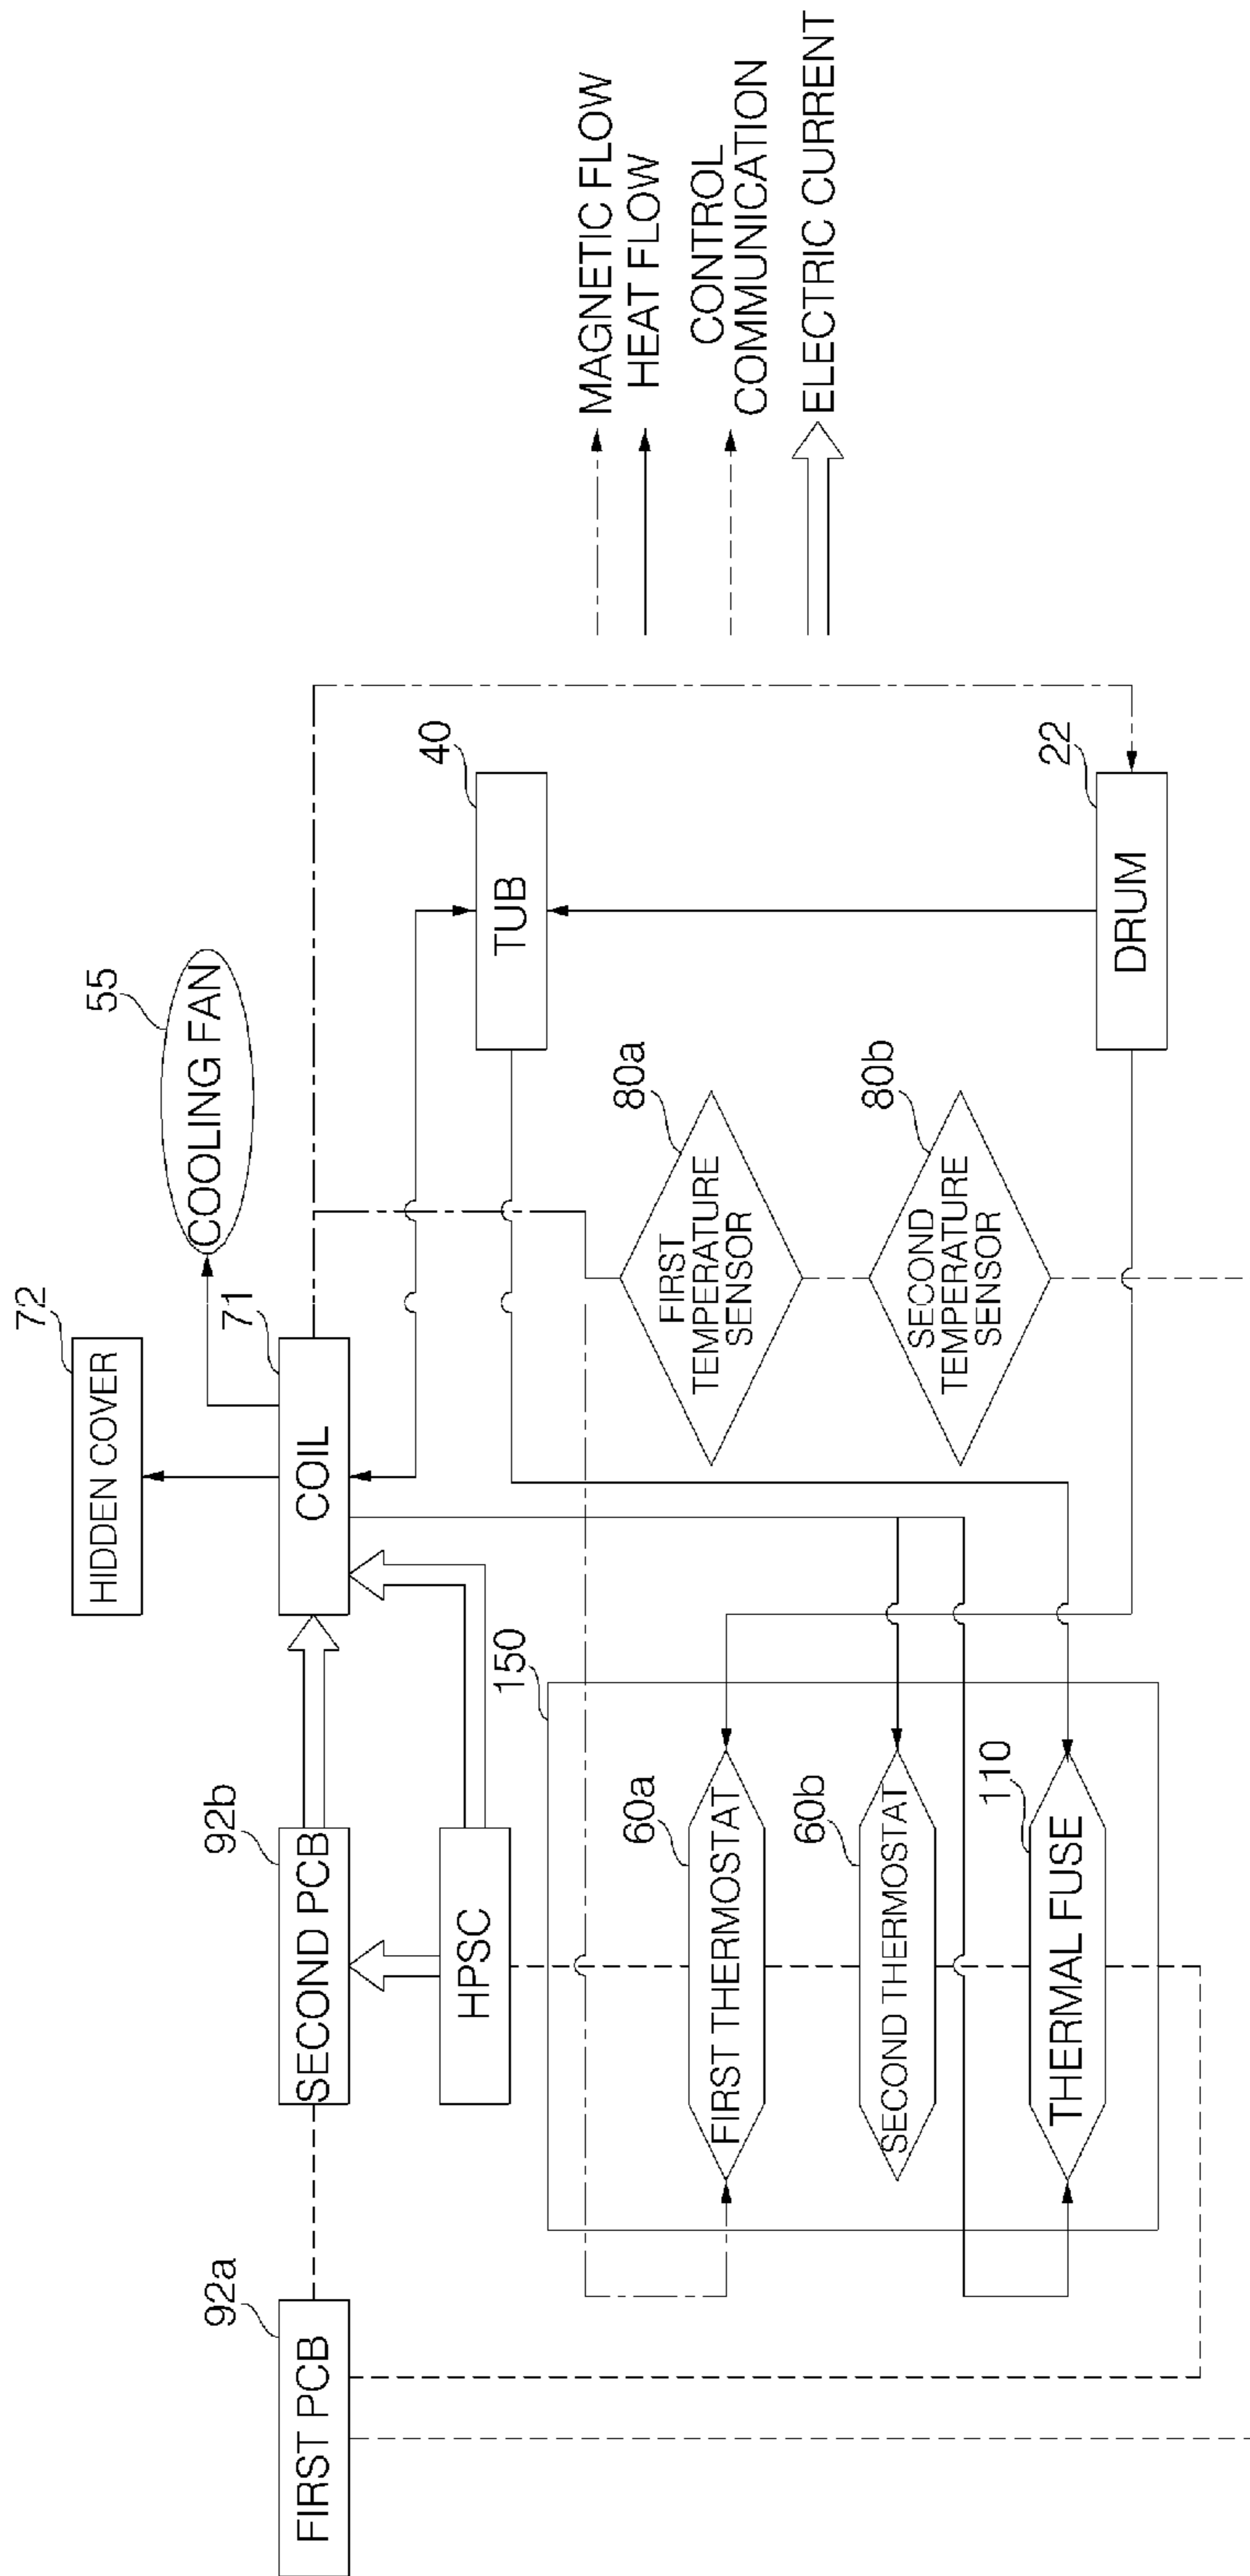 72
HIDDEN COVER
55
COOLING FAN
92a
FIRST PCB
92b
SECOND PCB
71
COIL
HPSC
40
TUB
150
60a
FIRST THERMOSTAT
60b
SECOND THERMOSTAT
110
THERMAL FUSE
80a
FIRST
TEMPERATURE
SENSOR
80b
SECOND
TEMPERATURE
SENSOR
22
DRUM
MAGNETIC FLOW
HEAT FLOW
CONTROL
COMMUNICATION
ELECTRIC CURRENT